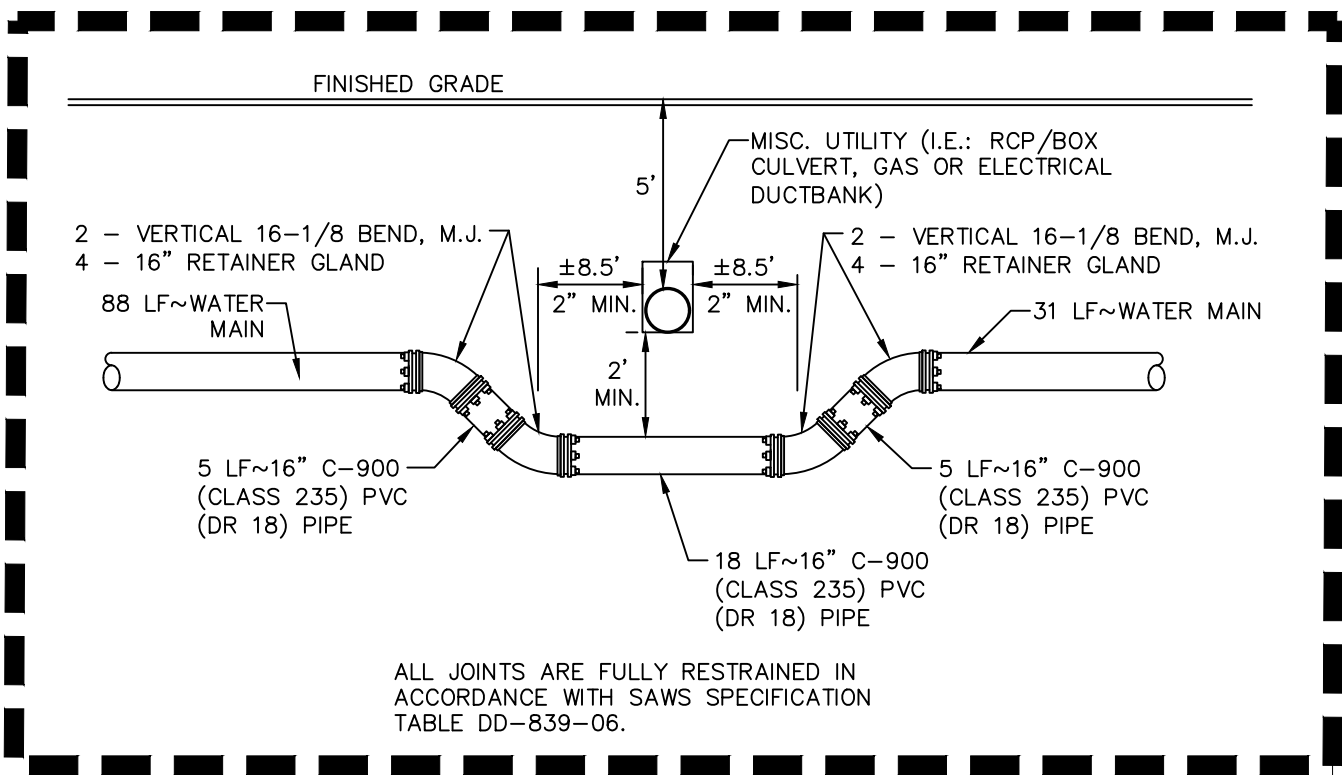 FINISHED GRADE
MISC. UTILITY (I.E.: RCP/BOX
CULVERT, GAS OR ELECTRICAL
DUCTBANK)
5'
2 - VERTICAL 16-1/8 BEND, M.J.
4 - 16" RETAINER GLAND
2 - VERTICAL 16-1/8 BEND, M.J.
4 - 16" RETAINER GLAND
±8.5'
2" MIN.
±8.5'
2" MIN.
88 LF~WATER
MAIN
31 LF~WATER MAIN
2'
MIN.
5 LF~16" C-900
(CLASS 235) PVC
(DR 18) PIPE
5 LF~16" C-900
(CLASS 235) PVC
(DR 18) PIPE
18 LF~16" C-900
(CLASS 235) PVC
(DR 18) PIPE
ALL JOINTS ARE FULLY RESTRAINED IN
ACCORDANCE WITH SAWS SPECIFICATION
TABLE DD-839-06.